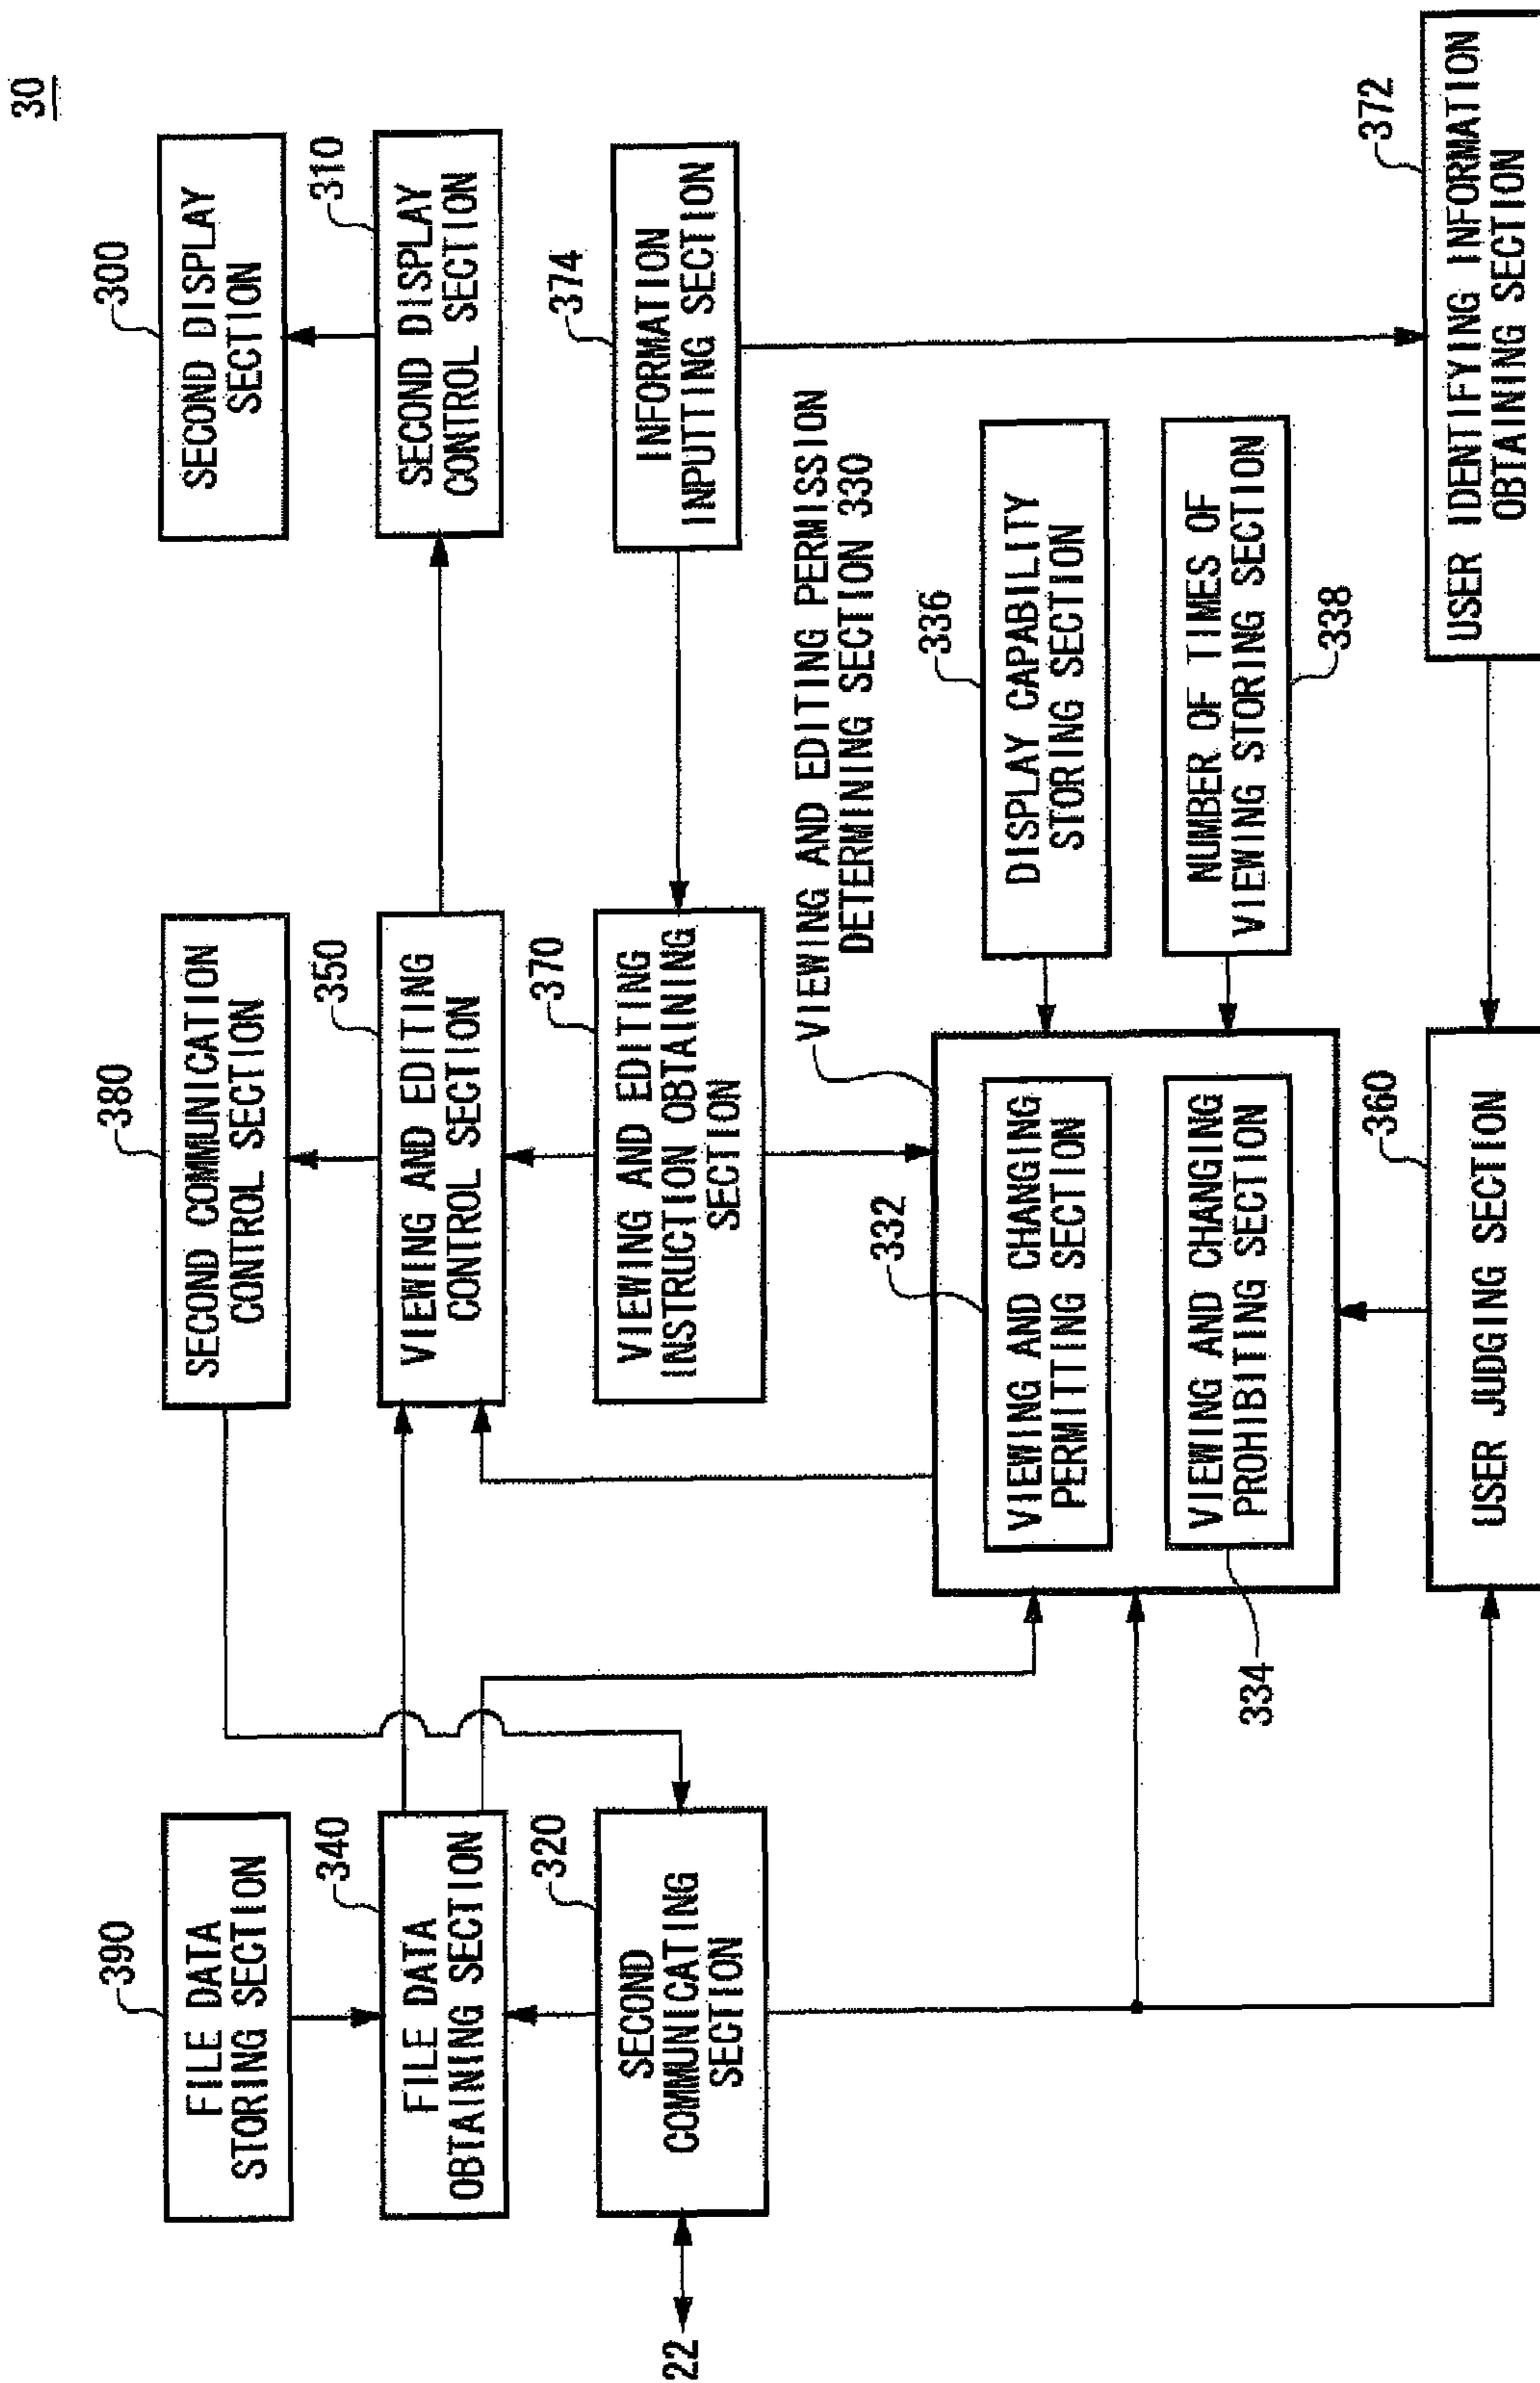 30
390
FILE DATA
STORING SECTION
380
SECOND COMMUNICATION
CONTROL SECTION
300
SECOND DISPLAY
SECTION
340
FILE DATA
OBTAINING SECTION
350
VIEWING AND EDITING
CONTROL SECTION
310
SECOND DISPLAY
CONTROL SECTION
320
SECOND
COMMUNICATING
SECTION
22
370
VIEWING AND EDITING
INSTRUCTION OBTAINING
SECTION
374
INFORMATION
INPUTTING SECTION
VIEWING AND EDITING PERMISSION
DETERMINING SECTION 330
332
VIEWING AND CHANGING
PERMITTING SECTION
336
DISPLAY CAPABILITY
STORING SECTION
334
VIEWING AND CHANGING
PROHIBITING SECTION
NUMBER OF TIMES OF
VIEWING STORING SECTION
338
360
USER JUDGING SECTION
372
USER IDENTIFYING INFORMATION
OBTAINING SECTION